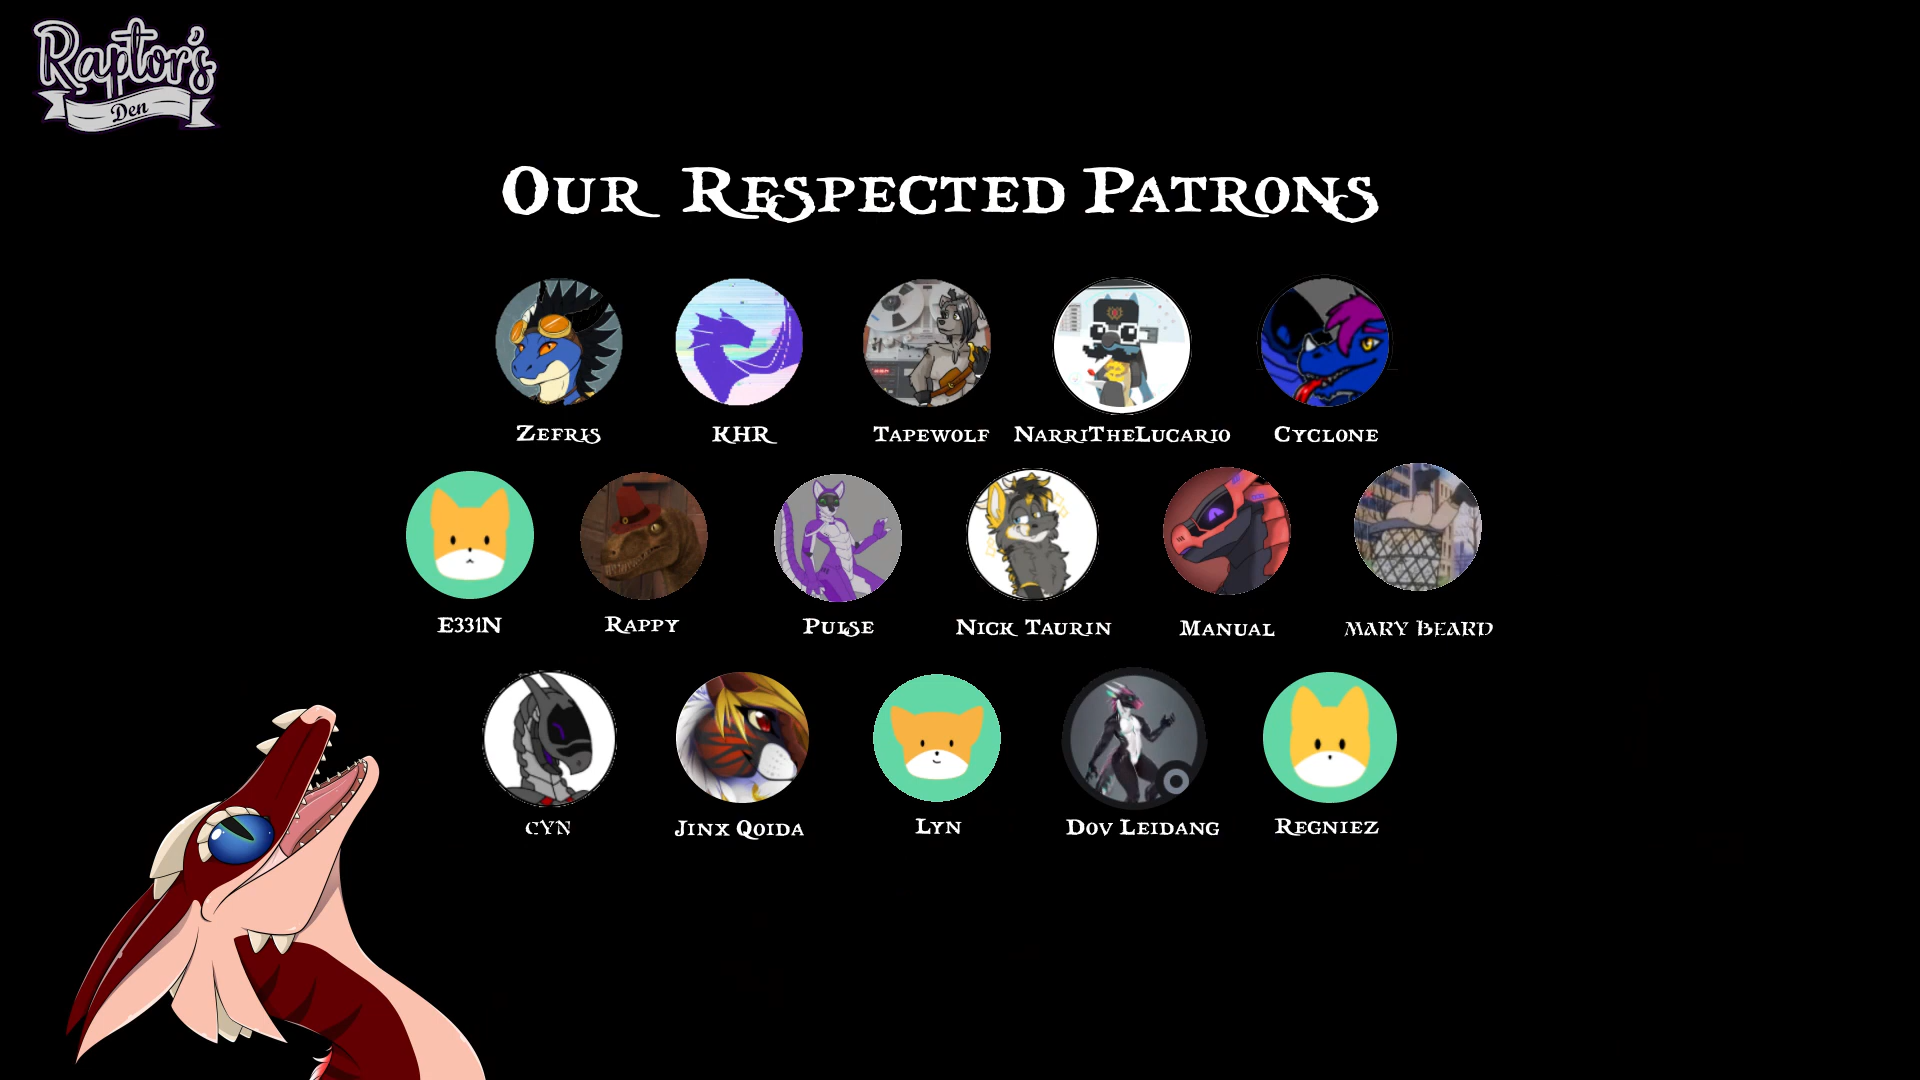 Raptor's
Den
Our Respected Patrons
Zefris KHR Tapewolf NarriTheLucario Cyclone
E331N Rappy Pulse Nick Taurin Manual Mary Beard
Cyn Jinx Qoida Lyn Dov Leidang Regniez